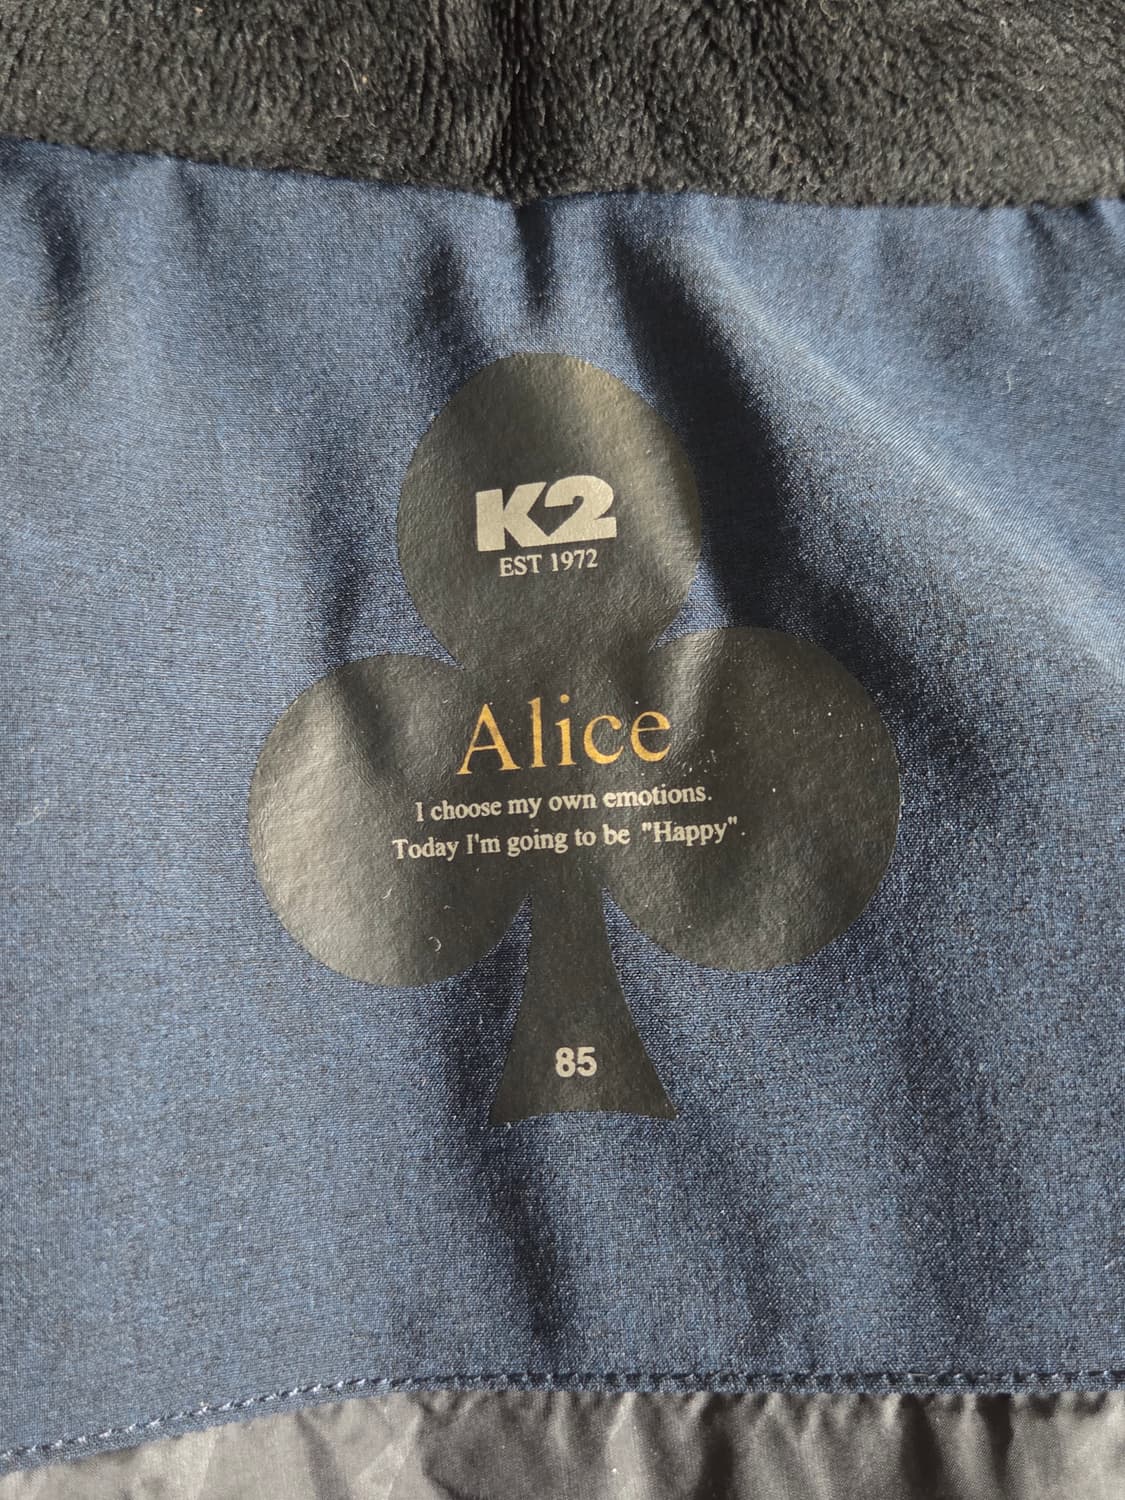 K2
EST 1972
Alice
I choose my own emotions.
Today I'm going to be "Happy".
85